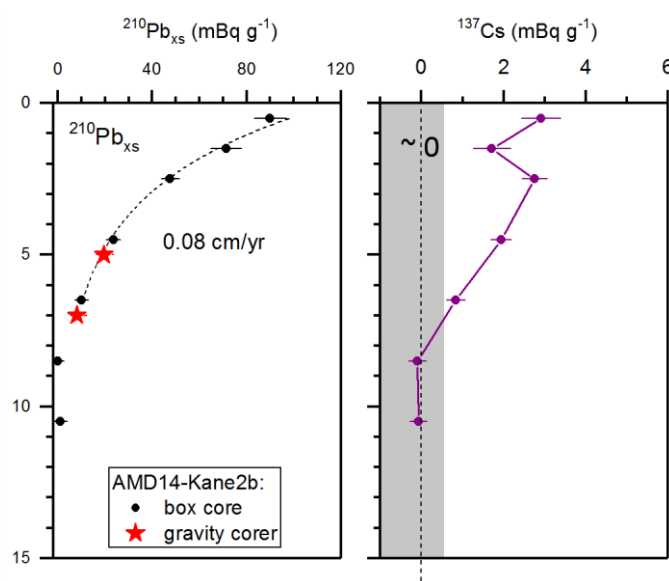 ²¹⁰Pbₓₛ (mBq g⁻¹)
¹³⁷Cs (mBq g⁻¹)
0 40 80 120
0 2 4 6
0
5
10
15
²¹⁰Pbₓₛ
~ 0
0.08 cm/yr
AMD14-Kane2b:
box core
gravity corer